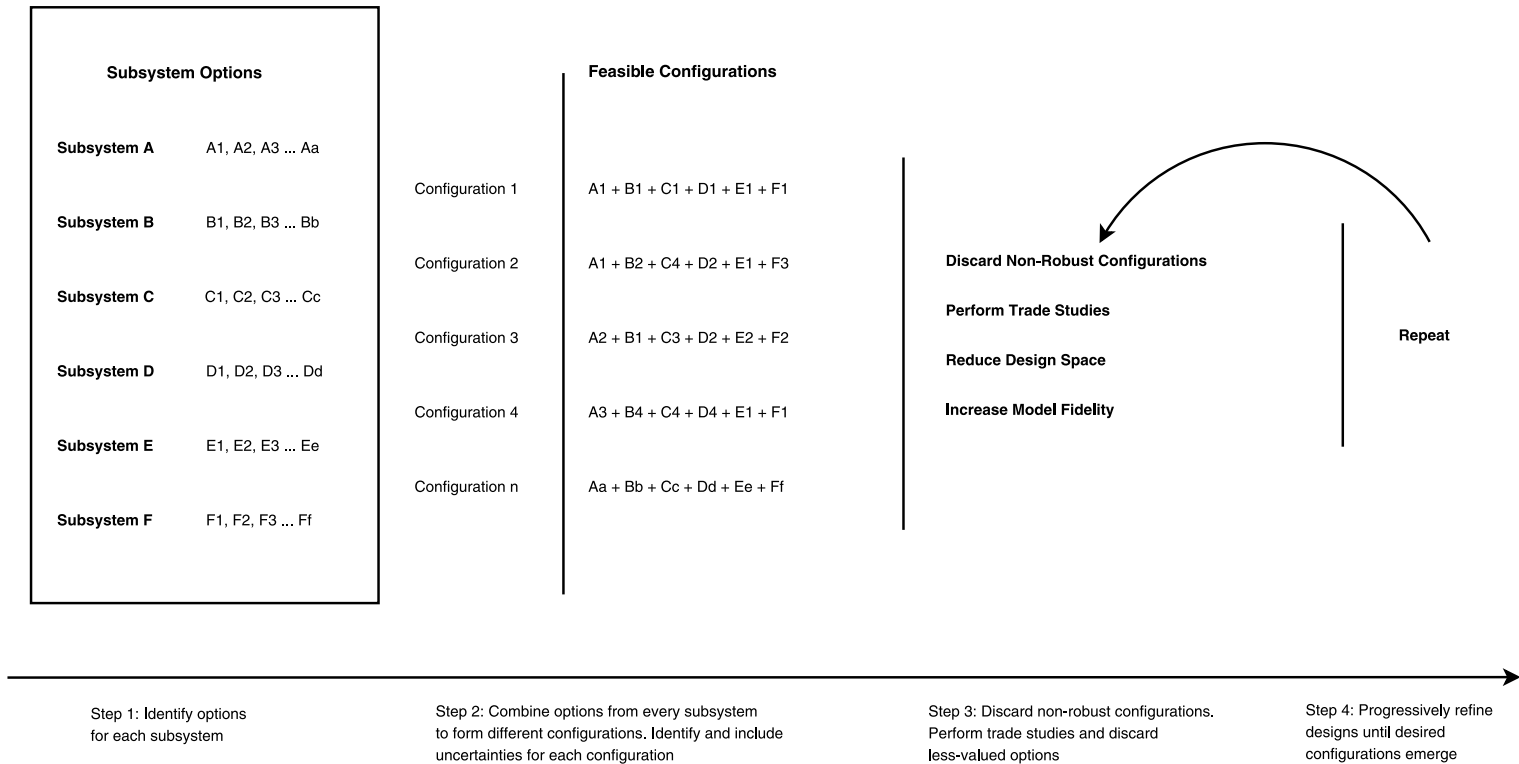 Subsystem Options
Subsystem A A1, A2, A3 ... Aa
Subsystem B B1, B2, B3 ... Bb
Subsystem C C1, C2, C3 ... Cc
Subsystem D D1, D2, D3 ... Dd
Subsystem E E1, E2, E3 ... Ee
Subsystem F F1, F2, F3 ... Ff
Feasible Configurations
Configuration 1 A1 + B1 + C1 + D1 + E1 + F1
Configuration 2 A1 + B2 + C4 + D2 + E1 + F3
Configuration 3 A2 + B1 + C3 + D2 + E2 + F2
Configuration 4 A3 + B4 + C4 + D4 + E1 + F1
Configuration n Aa + Bb + Cc + Dd + Ee + Ff
Discard Non-Robust Configurations
Perform Trade Studies
Reduce Design Space
Increase Model Fidelity
Repeat
Step 1: Identify options
for each subsystem
Step 2: Combine options from every subsystem
to form different configurations. Identify and include
uncertainties for each configuration
Step 3: Discard non-robust configurations.
Perform trade studies and discard
less-valued options
Step 4: Progressively refine
designs until desired
configurations emerge